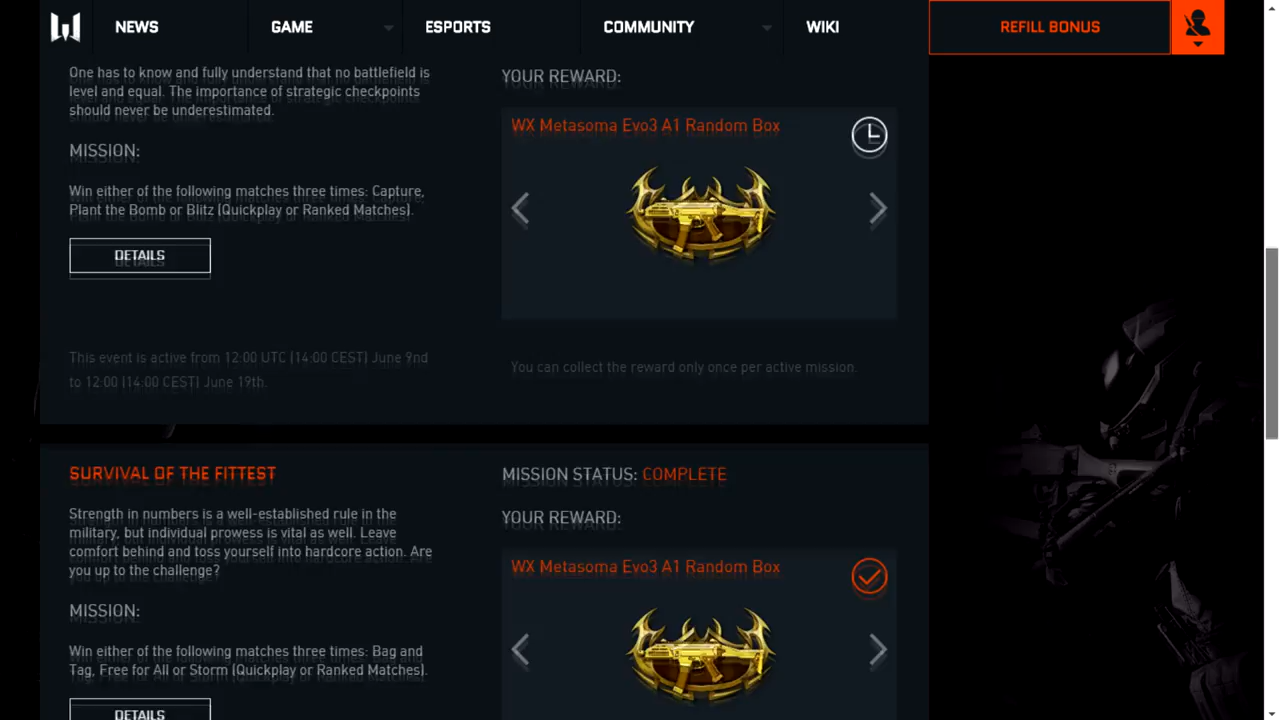 NEWS
GAME
ESPORTS
COMMUNITY
WIKI
REFILL BONUS
One has to know and fully understand that no battlefield is
level and equal. The importance of strategic checkpoints
should never be underestimated.
MISSION:
Win either of the following matches three times: Capture,
Plant the Bomb or Blitz (Quickplay or Ranked Matches).
DETAILS
This event is active from 12:00 UTC (14:00 CEST) June 9nd
to 12:00 (14:00 CEST) June 19th.
YOUR REWARD:
WX Metasoma Evo3 A1 Random Box
You can collect the reward only once per active mission.
SURVIVAL OF THE FITTEST
Strength in numbers is a well-established rule in the
military, but individual prowess is vital as well. Leave
comfort behind and toss yourself into hardcore action. Are
you up to the challenge?
MISSION:
Win either of the following matches three times: Bag and
Tag, Free for All or Storm (Quickplay or Ranked Matches).
DETAILS
MISSION STATUS: COMPLETE
YOUR REWARD:
WX Metasoma Evo3 A1 Random Box